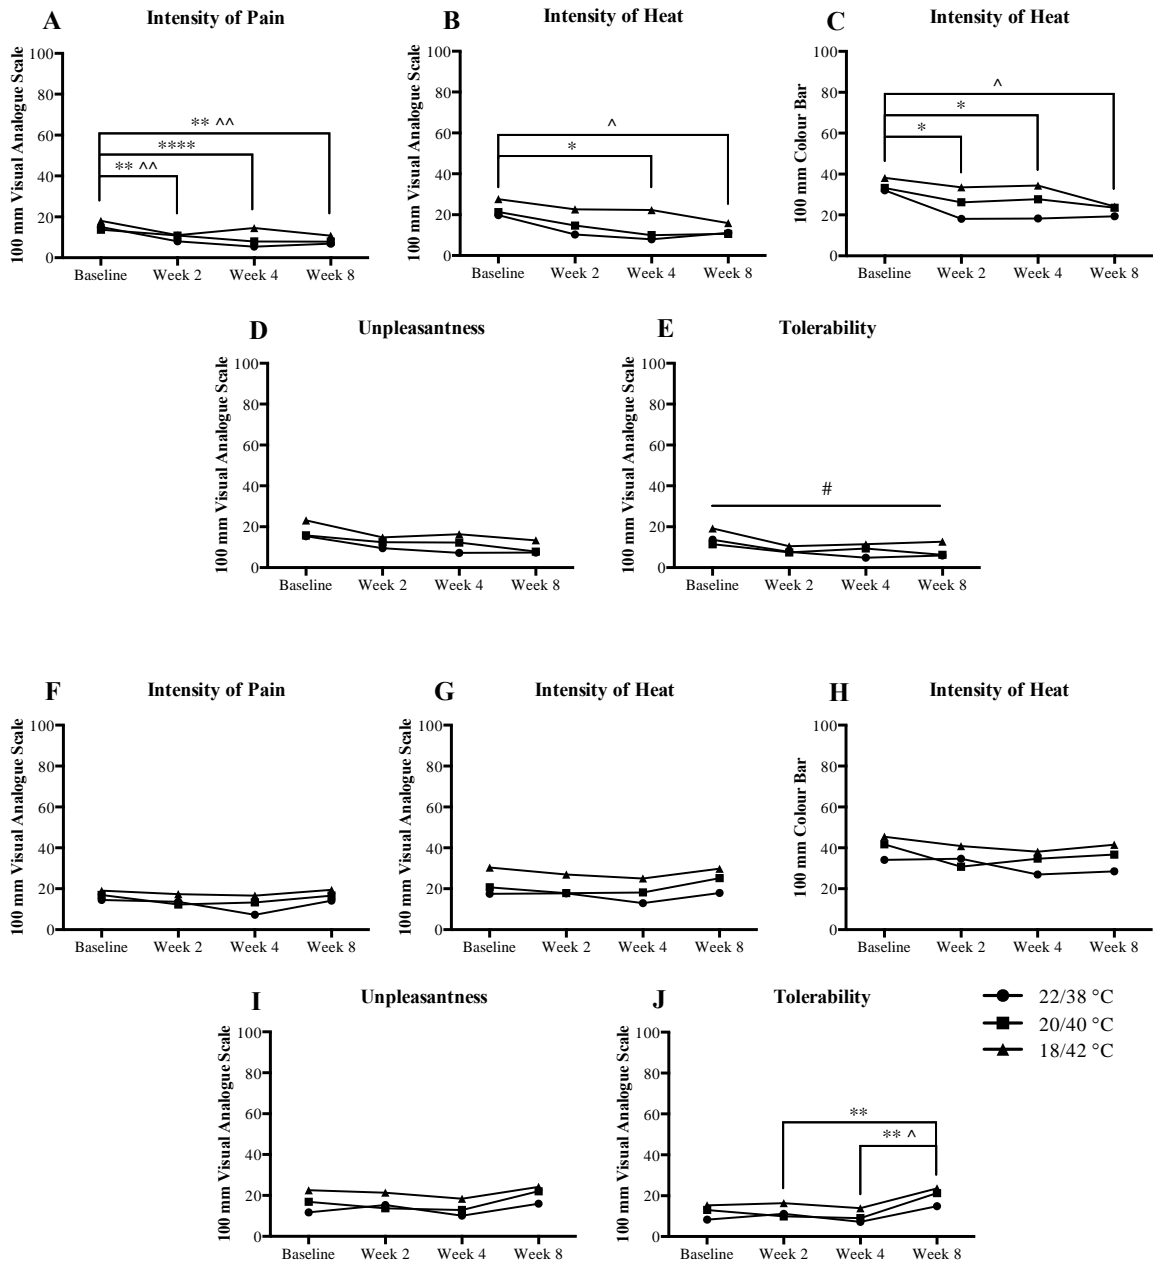 A
Intensity of Pain
100 mm Visual Analogue Scale
100
80
60
40
20
0
** ^^
****
** ^^
Baseline Week 2 Week 4 Week 8
B
Intensity of Heat
100 mm Visual Analogue Scale
100
80
60
40
20
0
^
*
Baseline Week 2 Week 4 Week 8
C
Intensity of Heat
100 mm Colour Bar
100
80
60
40
20
0
^
*
*
Baseline Week 2 Week 4 Week 8
D
Unpleasantness
100 mm Visual Analogue Scale
100
80
60
40
20
0
Baseline Week 2 Week 4 Week 8
E
Tolerability
100 mm Visual Analogue Scale
100
80
60
40
20
0
#
Baseline Week 2 Week 4 Week 8
F
Intensity of Pain
100 mm Visual Analogue Scale
100
80
60
40
20
0
Baseline Week 2 Week 4 Week 8
G
Intensity of Heat
100 mm Visual Analogue Scale
100
80
60
40
20
0
Baseline Week 2 Week 4 Week 8
H
Intensity of Heat
100 mm Colour Bar
100
80
60
40
20
0
Baseline Week 2 Week 4 Week 8
I
Unpleasantness
100 mm Visual Analogue Scale
100
80
60
40
20
0
Baseline Week 2 Week 4 Week 8
J
Tolerability
100 mm Visual Analogue Scale
100
80
60
40
20
0
**
** ^
Baseline Week 2 Week 4 Week 8
22/38 °C
20/40 °C
18/42 °C